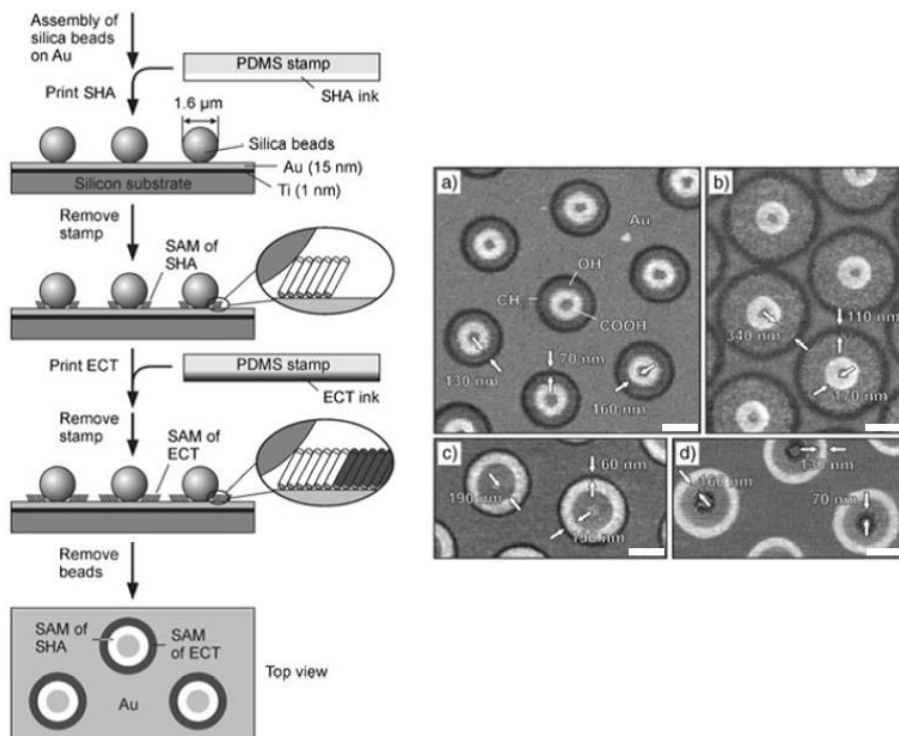 Assembly of
silica beads
on Au
PDMS stamp
SHA ink
Print SHA
1.6 µm
Silica beads
Au (15 nm)
Ti (1 nm)
Silicon substrate
Remove
stamp
SAM of
SHA
Print ECT
PDMS stamp
ECT ink
Remove
stamp
SAM of
ECT
Remove
beads
SAM of
SHA
SAM
of ECT
Au
Top view
a)
Au
OH
CH
COOH
70 nm
130 nm
160 nm
b)
110 nm
340 nm
170 nm
c)
60 nm
190 nm
190 nm
d)
130 nm
160 nm
70 nm